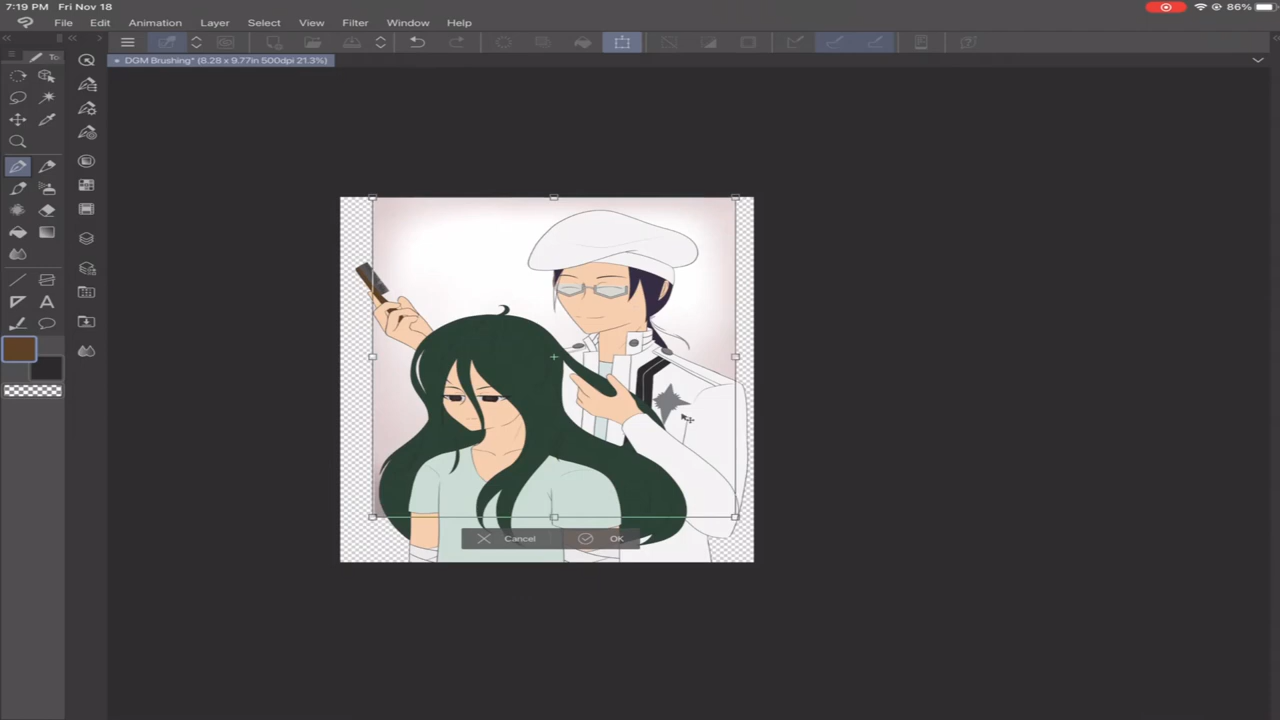 7:19 PM Fri Nov 18 86%
File Edit Animation Layer Select View Filter Window Help
To
DGM Brushing* (8.28 x 9.77in 500dpi 21.3%)
A
Cancel OK